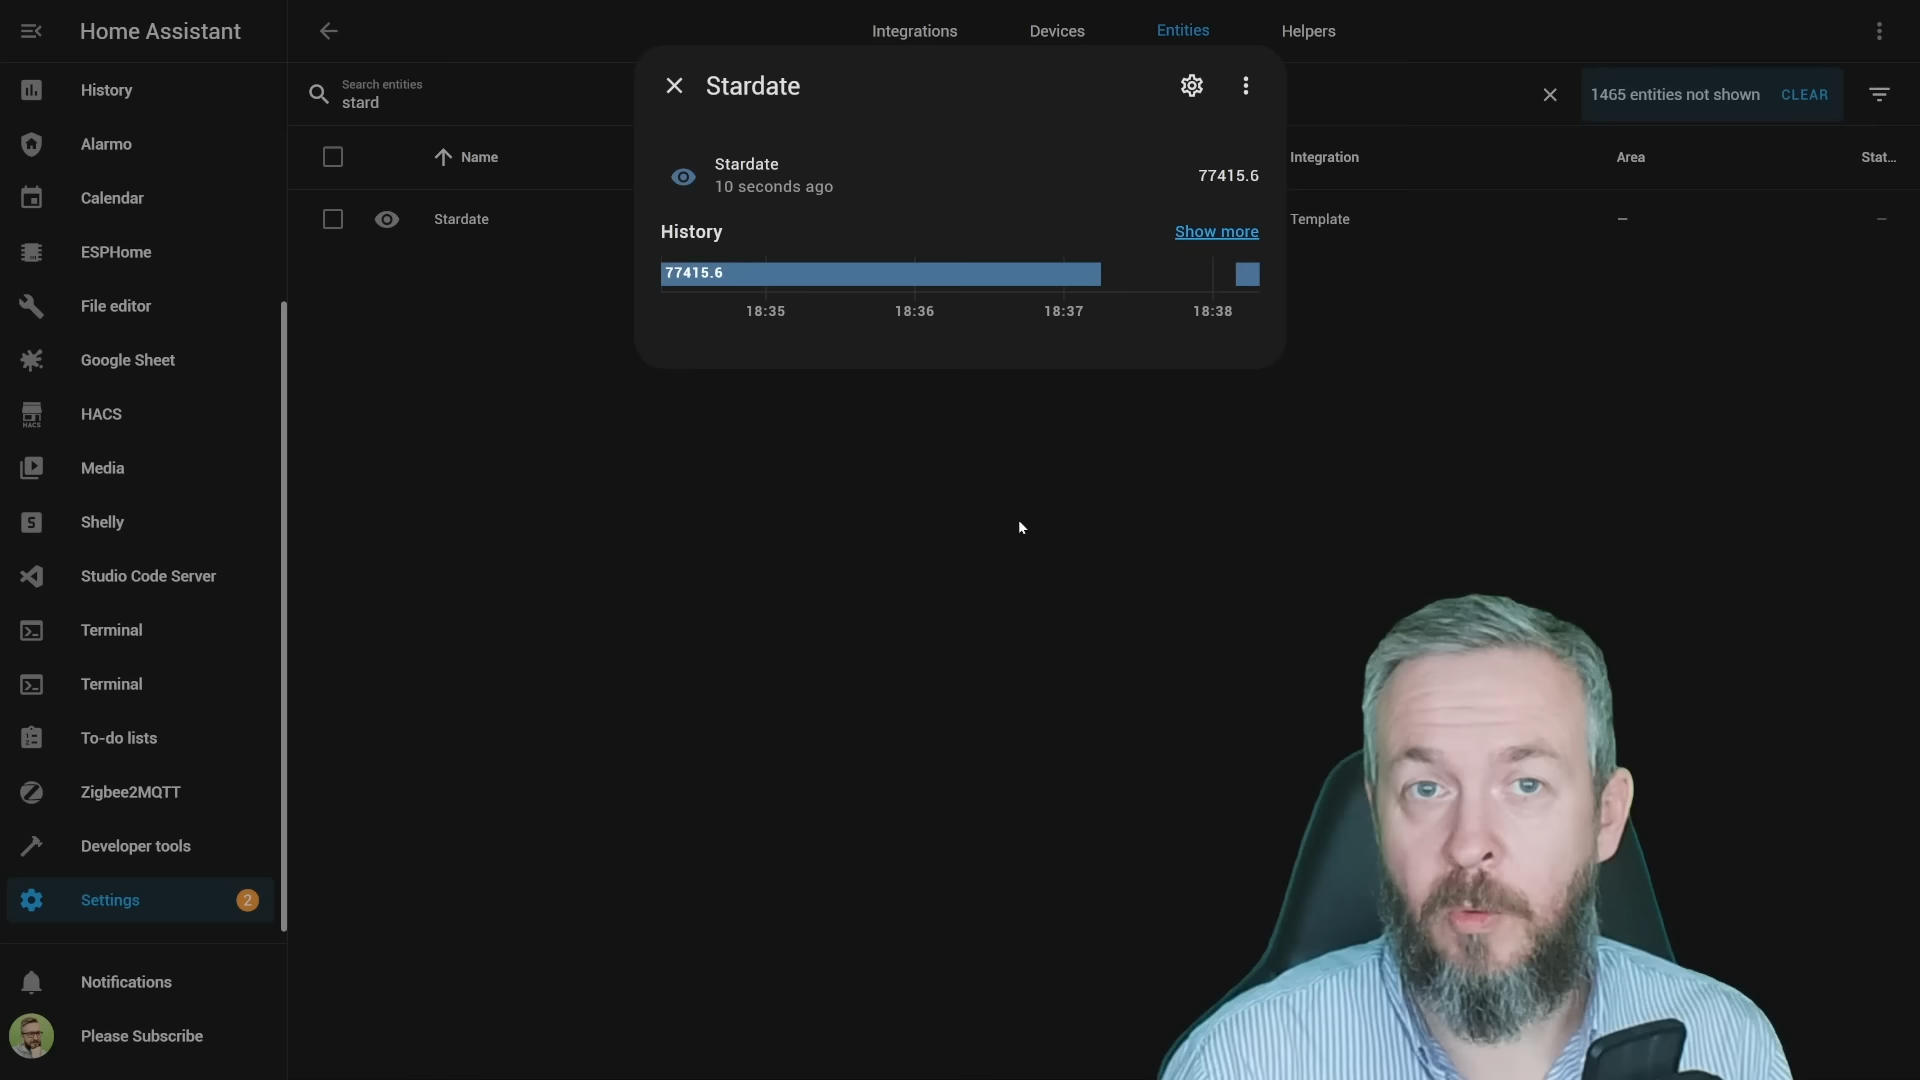 Home Assistant
History
Alarmo
Calendar
ESPHome
File editor
Google Sheet
HACS
HACS
Media
S
Shelly
Studio Code Server
Terminal
Terminal
To-do lists
Zigbee2MQTT
Developer tools
Settings
2
Notifications
Please Subscribe
Integrations
Devices
Entities
Helpers
Search entities
stard
1465 entities not shown
CLEAR
Name
Integration
Area
Stat...
Stardate
Template
—
—
Stardate
Stardate
10 seconds ago
77415.6
History
Show more
77415.6
18:35
18:36
18:37
18:38